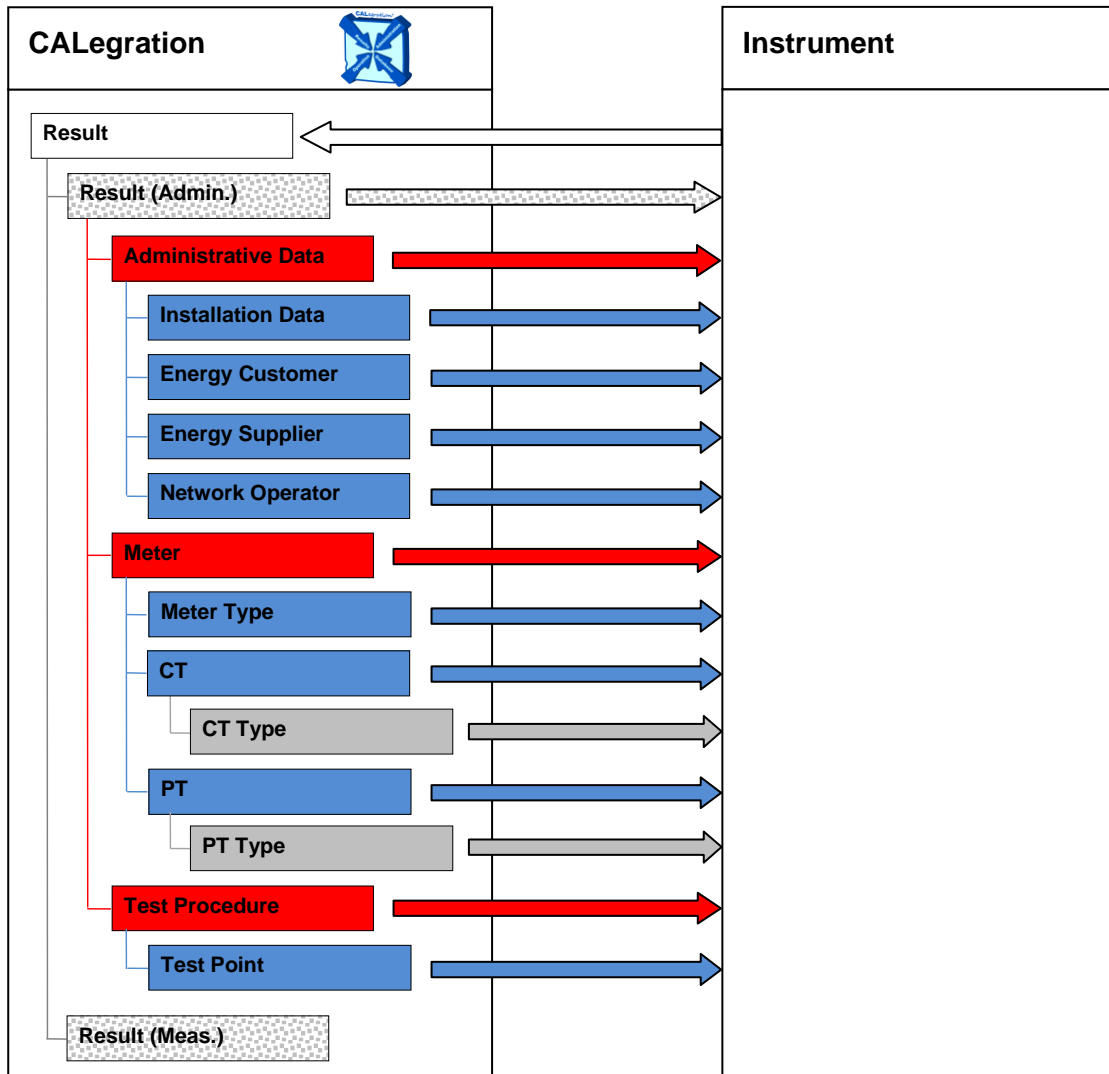 CALegration
Instrument
Result
Result (Admin.)
Administrative Data
Installation Data
Energy Customer
Energy Supplier
Network Operator
Meter
Meter Type
CT
CT Type
PT
PT Type
Test Procedure
Test Point
Result (Meas.)